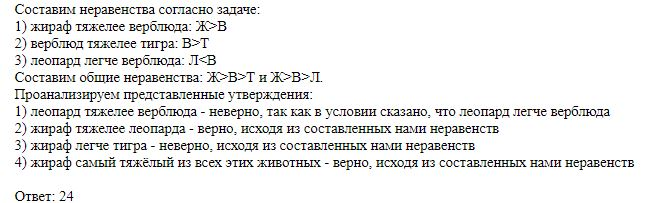 Составим неравенства согласно задаче:
1) жираф тяжелее верблюда: Ж>В
2) верблюд тяжелее тигра: В>Т
3) леопард легче верблюда: Л<В
Составим общие неравенства: Ж>В>Т и Ж>В>Л.
Проанализируем представленные утверждения:
1) леопард тяжелее верблюда - неверно, так как в условии сказано, что леопард легче верблюда
2) жираф тяжелее леопарда - верно, исходя из составленных нами неравенств
3) жираф легче тигра - неверно, исходя из составленных нами неравенств
4) жираф самый тяжёлый из всех этих животных - верно, исходя из составленных нами неравенств
Ответ: 24